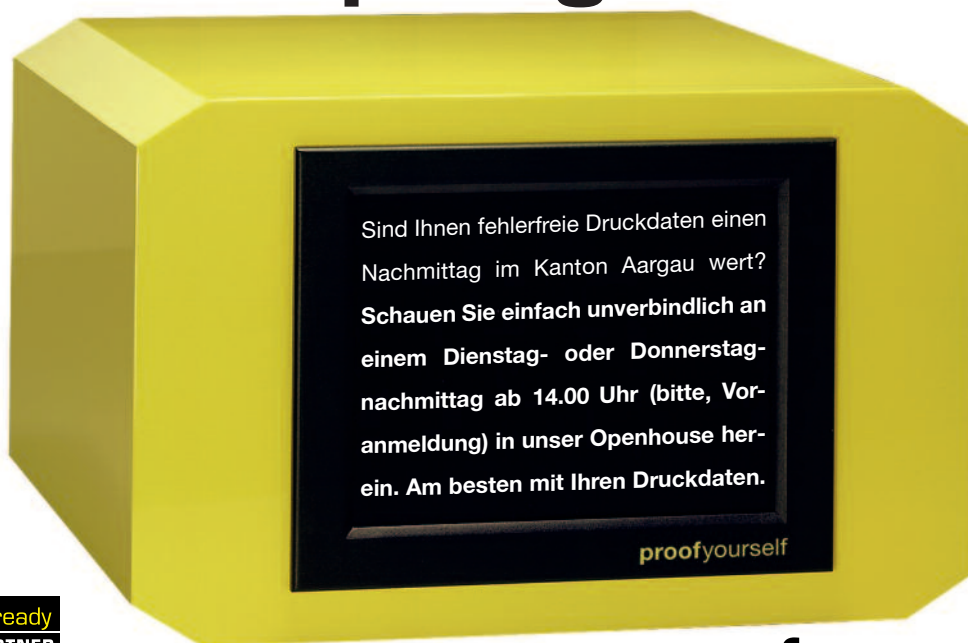 Sind Ihnen fehlerfreie Druckdaten einen
Nachmittag im Kanton Aargau wert?
Schauen Sie einfach unverbindlich an
einem Dienstag- oder Donnerstag-
nachmittag ab 14.00 Uhr (bitte, Vor-
anmeldung) in unser Openhouse her-
ein. Am besten mit Ihren Druckdaten.
proofyourself
ready